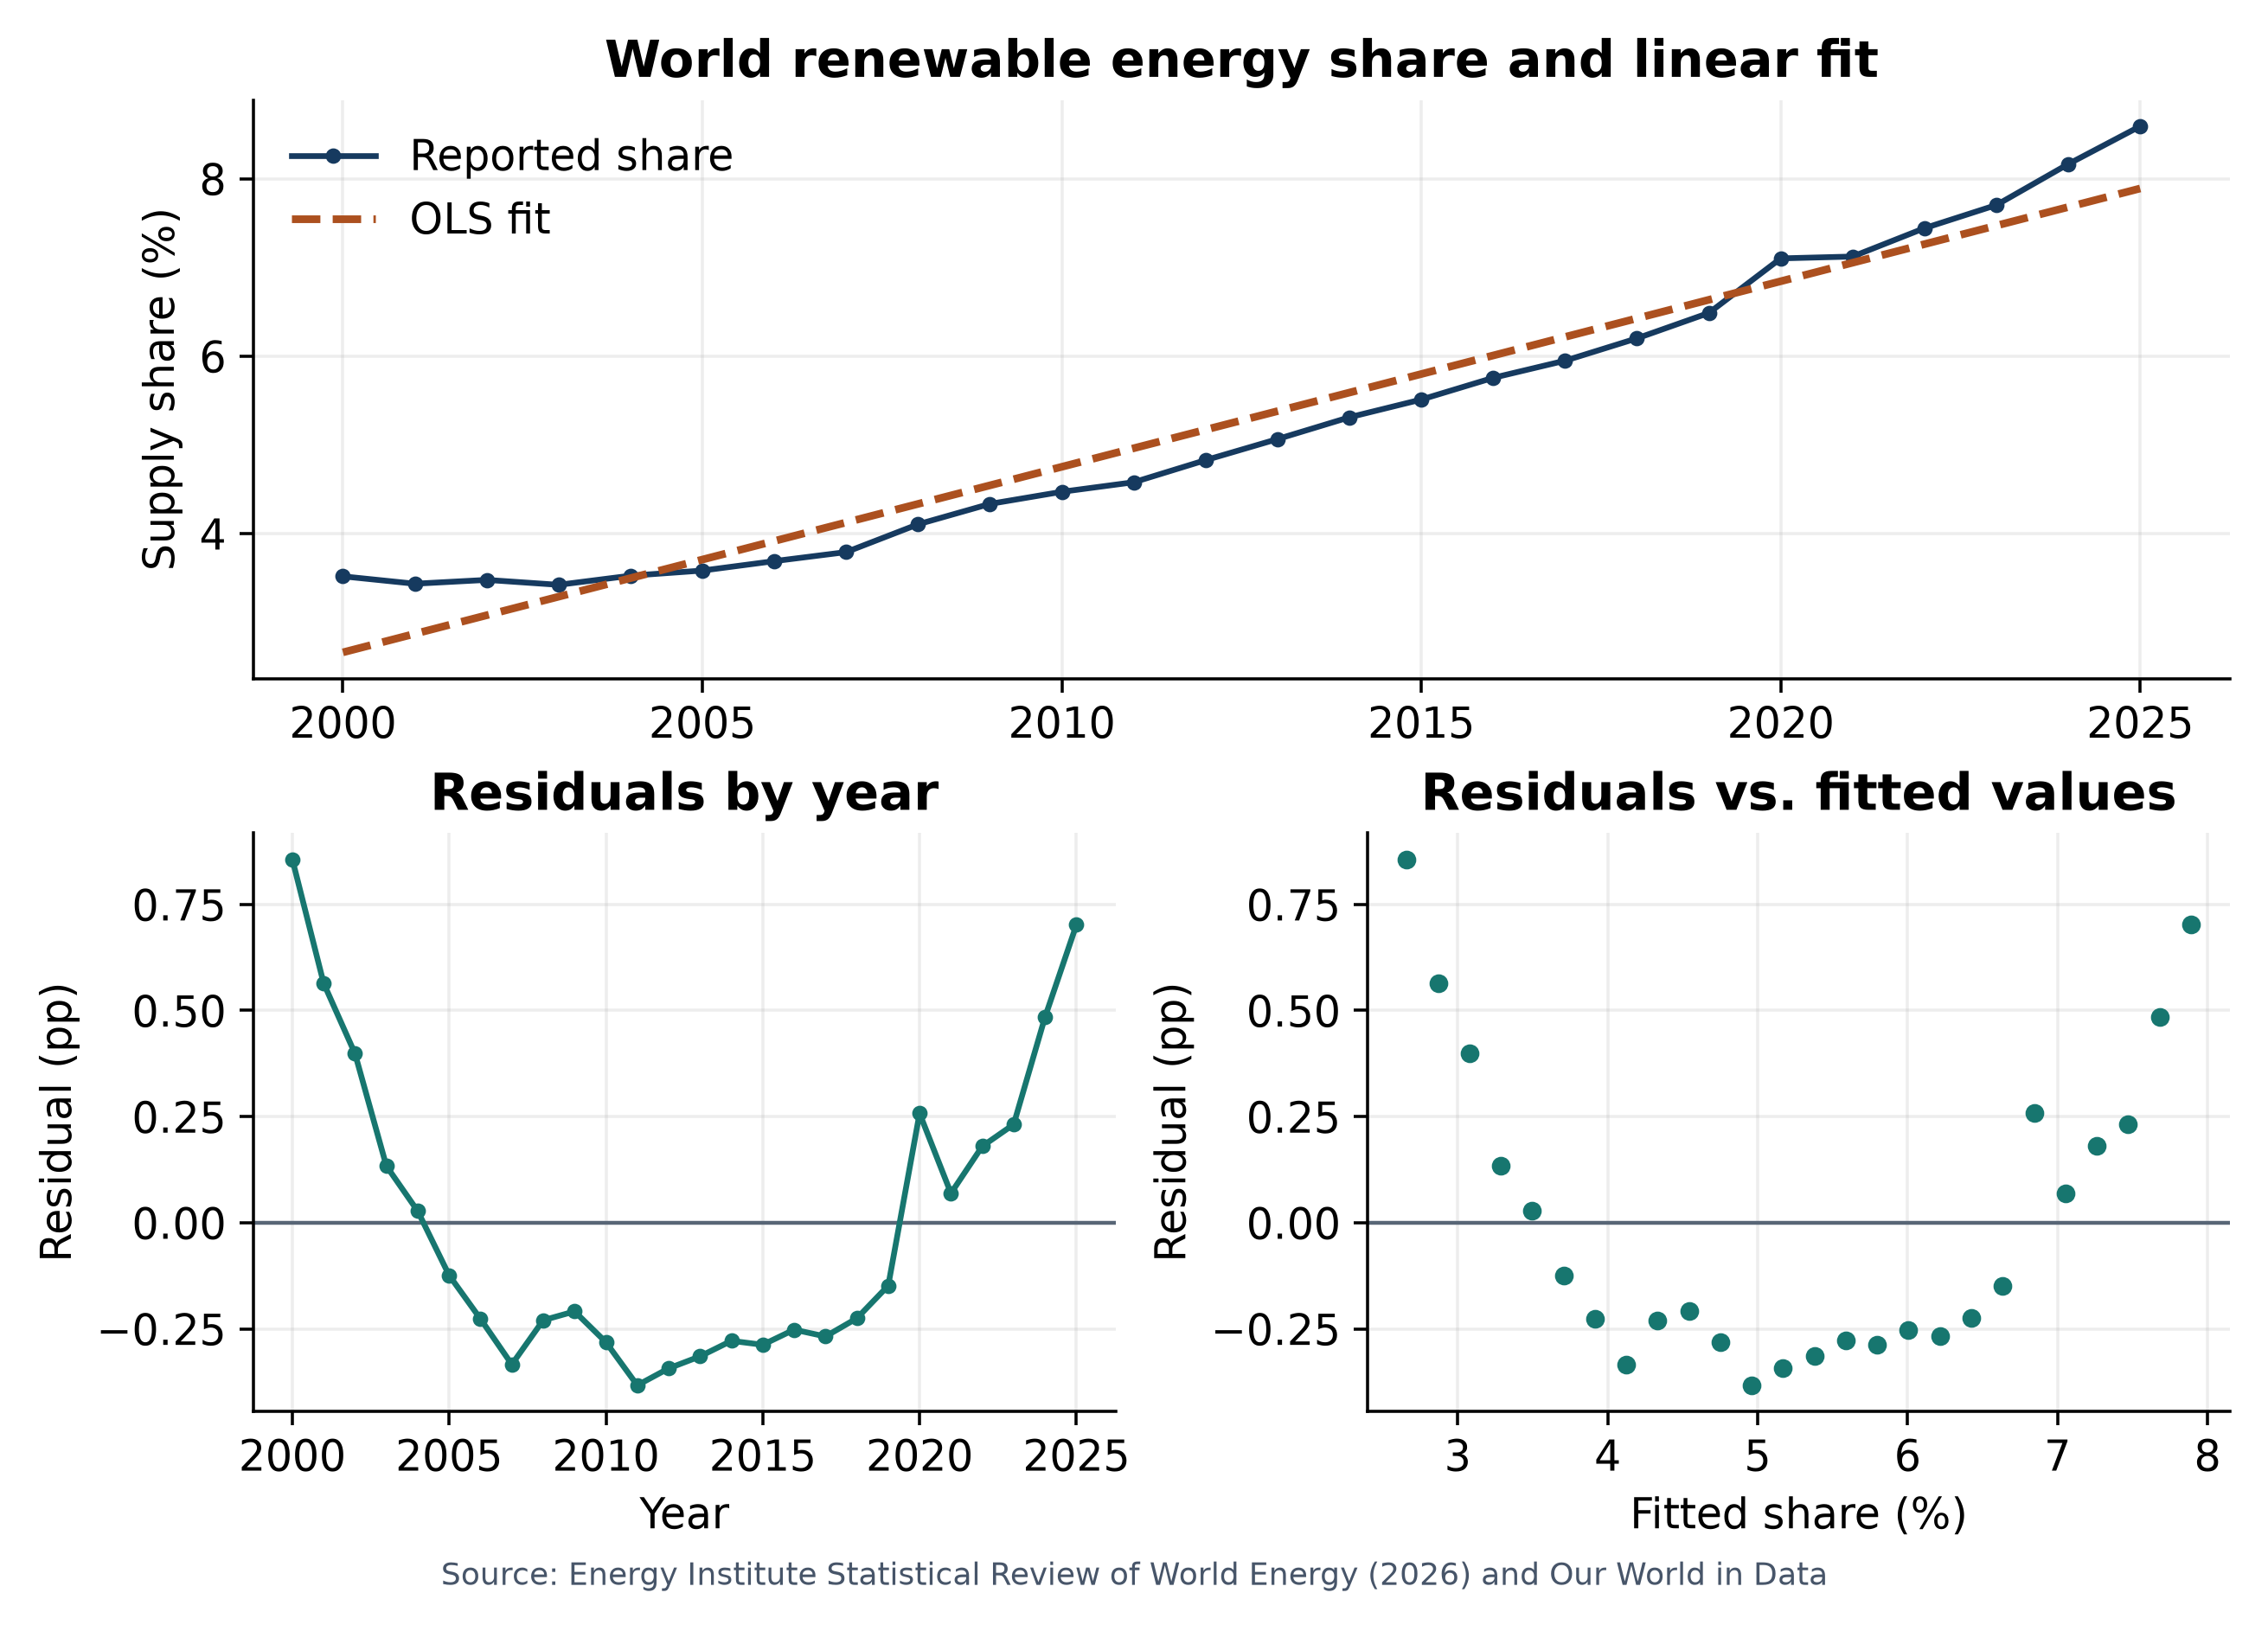 World renewable energy share and linear fit
Reported share
OLS fit
Supply share (%)
8
6
4
2000 2005 2010 2015 2020 2025
Residuals by year
Residual (pp)
0.75
0.50
0.25
0.00
−0.25
2000 2005 2010 2015 2020 2025
Year
Residuals vs. fitted values
Residual (pp)
0.75
0.50
0.25
0.00
−0.25
3 4 5 6 7 8
Fitted share (%)
Source: Energy Institute Statistical Review of World Energy (2026) and Our World in Data